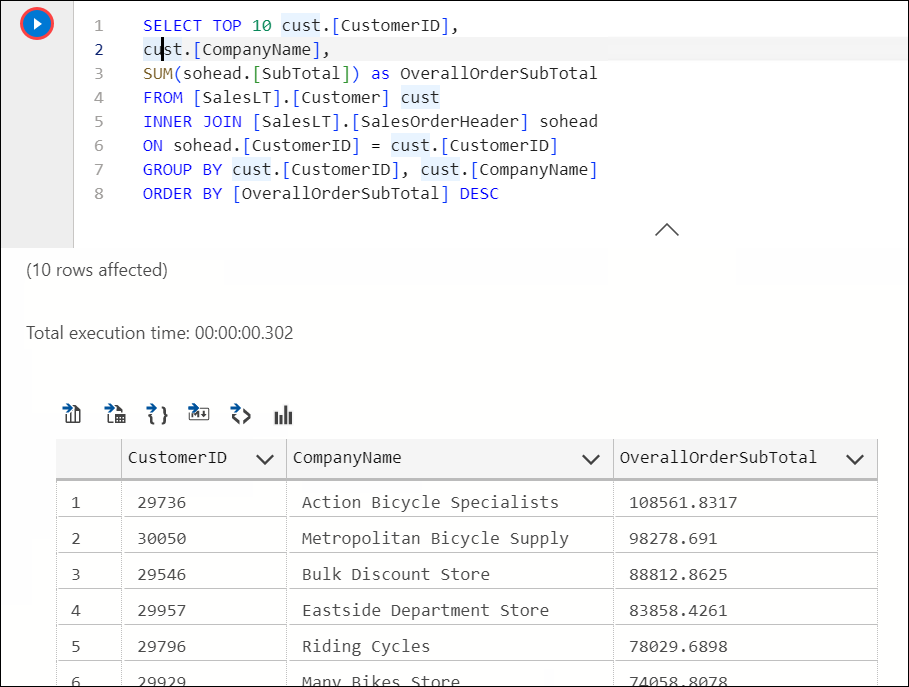 1 SELECT TOP 10 cust.[CustomerID],
2 cust.[CompanyName],
3 SUM(sohead.[SubTotal]) as OverallOrderSubTotal
4 FROM [SalesLT].[Customer] cust
5 INNER JOIN [SalesLT].[SalesOrderHeader] sohead
6 ON sohead.[CustomerID] = cust.[CustomerID]
7 GROUP BY cust.[CustomerID], cust.[CompanyName]
8 ORDER BY [OverallOrderSubTotal] DESC
(10 rows affected)
Total execution time: 00:00:00.302
M
CustomerID CompanyName OverallOrderSubTotal
1 29736 Action Bicycle Specialists 108561.8317
2 30050 Metropolitan Bicycle Supply 98278.691
3 29546 Bulk Discount Store 88812.8625
4 29957 Eastside Department Store 83858.4261
5 29796 Riding Cycles 78029.6898
6 29929 Many Bikes Store 74058.8078